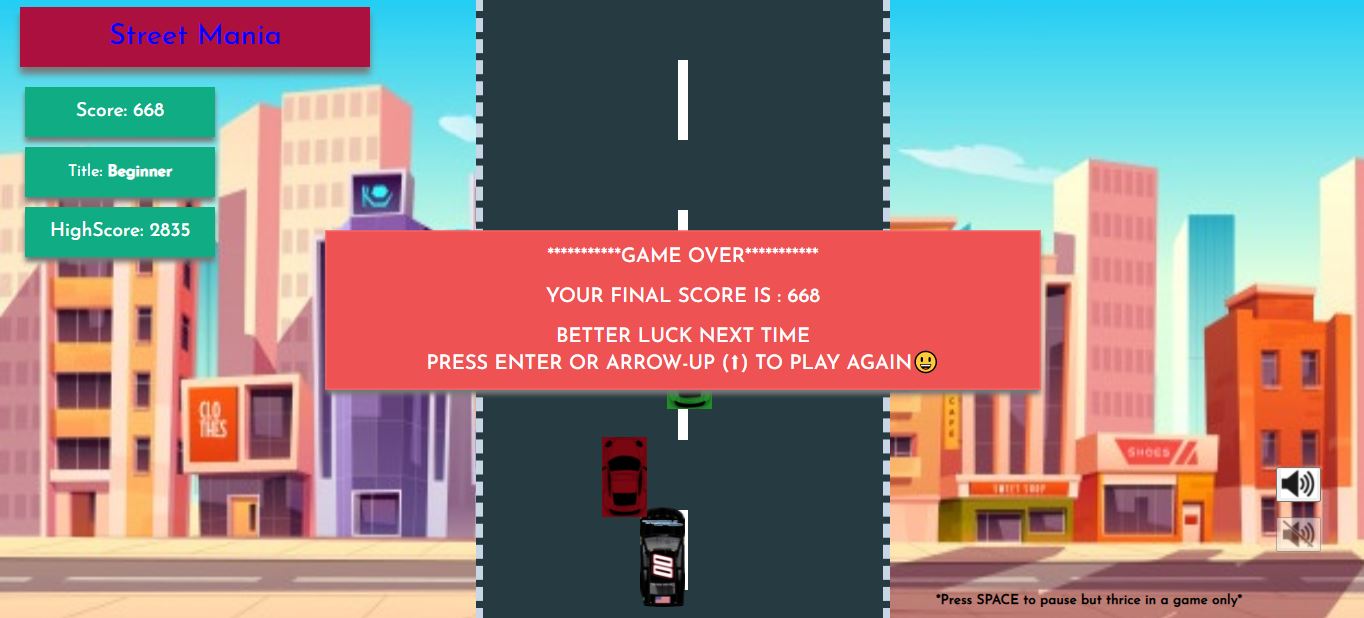 Street Mania
Score: 668
Title: Beginner
HighScore: 2835
***********GAME OVER***********
YOUR FINAL SCORE IS : 668
BETTER LUCK NEXT TIME
PRESS ENTER OR ARROW-UP (⬆) TO PLAY AGAIN😃
CLO
THES
CAFE
SHOES
SWEET SHOP
00
*Press SPACE to pause but thrice in a game only*